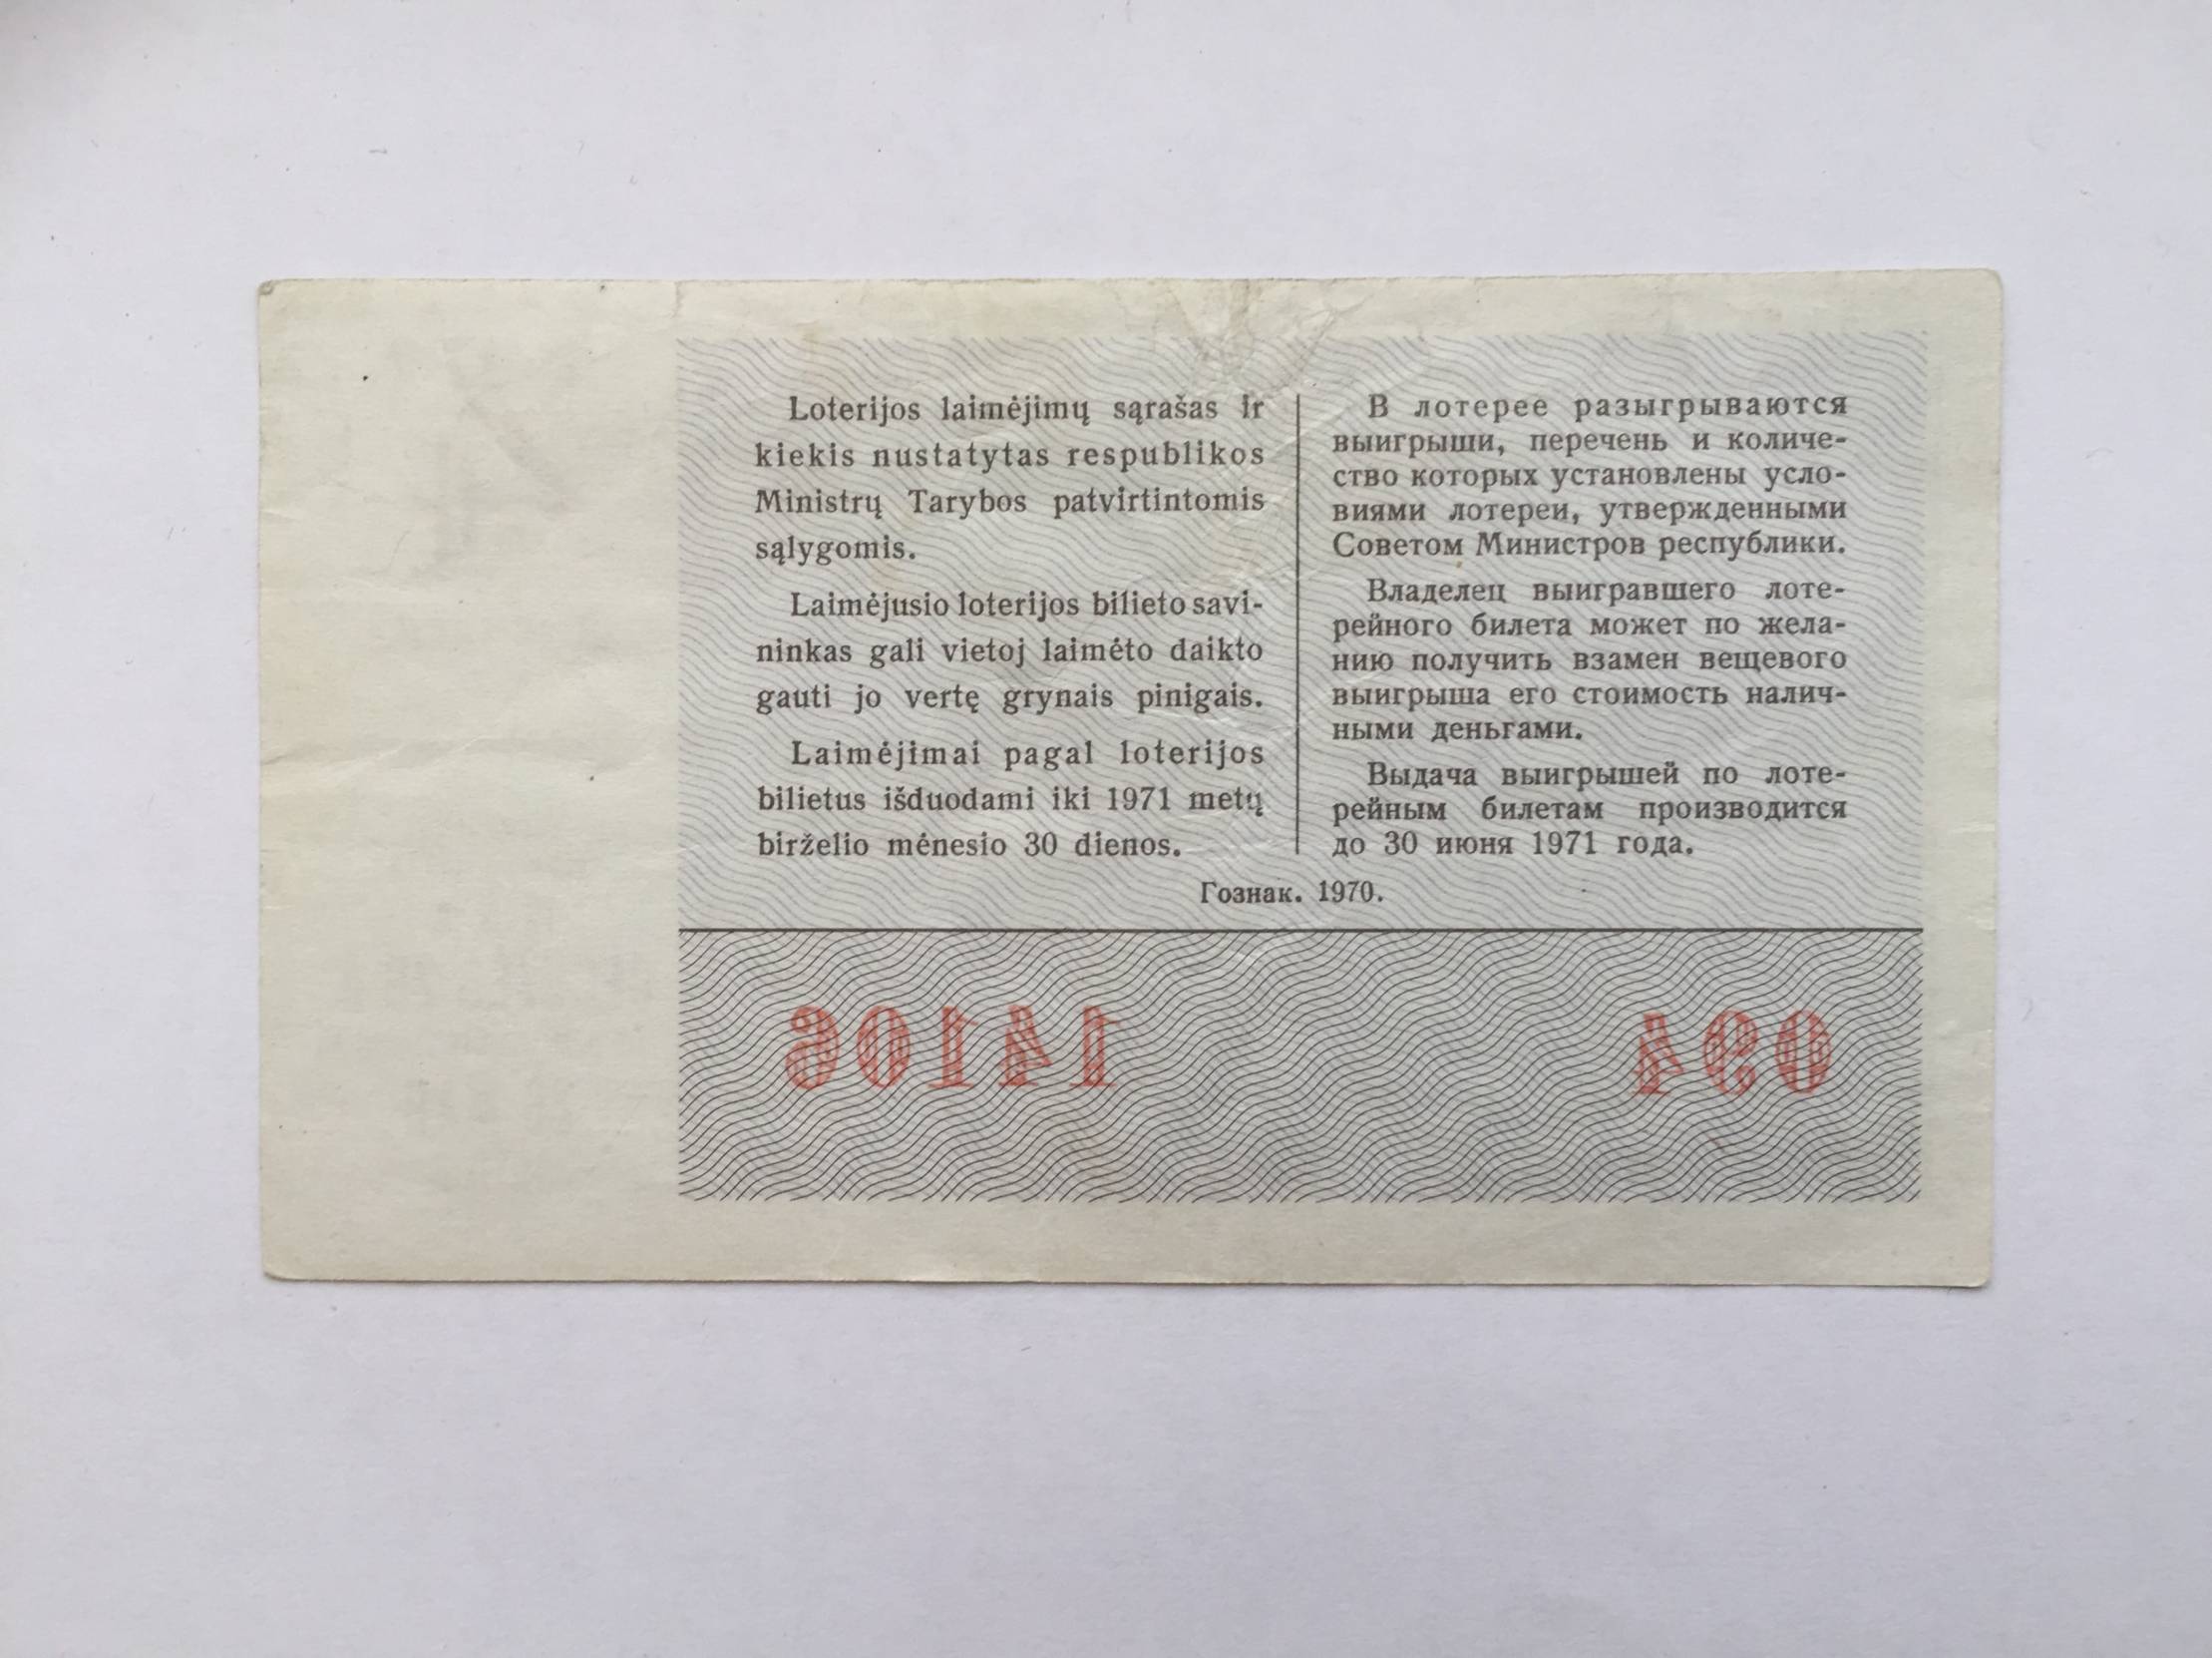 Loterijos laimėjimų sąrašas ir
kiekis nustatytas respublikos
Ministrų Tarybos patvirtintomis
sąlygomis.
Laimėjusio loterijos bilieto savi-
ninkas gali vietoj laimėto daikto
gauti jo vertę grynais pinigais.
Laimėjimai pagal loterijos
bilietus išduodami iki 1971 metų
birželio mėnesio 30 dienos.
В лотерее разыгрываются
выигрыши, перечень и количе-
ство которых установлены усло-
виями лотереи, утвержденными
Советом Министров республики.
Владелец выигравшего лоте-
рейного билета может по жела-
нию получить взамен вещевого
выигрыша его стоимость налич-
ными деньгами.
Выдача выигрышей по лоте-
рейным билетам производится
до 30 июня 1971 года.
Гознак. 1970.
14106
094